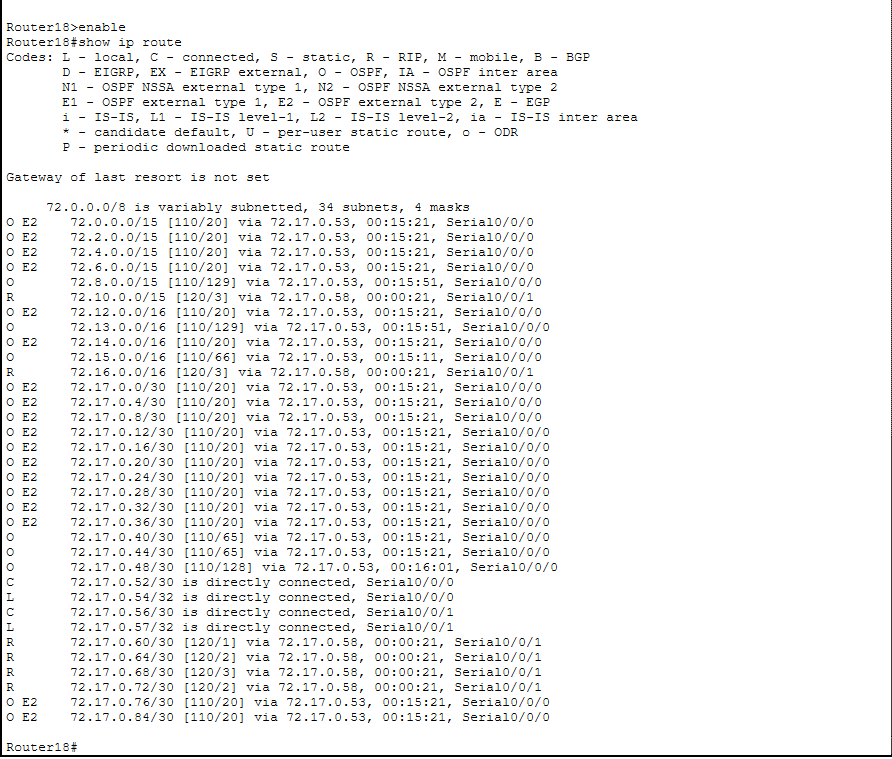 Router18>enable
Router18#show ip route
Codes: L - local, C - connected, S - static, R - RIP, M - mobile, B - BGP
D - EIGRP, EX - EIGRP external, O - OSPF, IA - OSPF inter area
N1 - OSPF NSSA external type 1, N2 - OSPF NSSA external type 2
E1 - OSPF external type 1, E2 - OSPF external type 2, E - EGP
i - IS-IS, L1 - IS-IS level-1, L2 - IS-IS level-2, ia - IS-IS inter area
* - candidate default, U - per-user static route, o - ODR
P - periodic downloaded static route
Gateway of last resort is not set
72.0.0.0/8 is variably subnetted, 34 subnets, 4 masks
O E2 72.0.0.0/15 [110/20] via 72.17.0.53, 00:15:21, Serial0/0/0
O E2 72.2.0.0/15 [110/20] via 72.17.0.53, 00:15:21, Serial0/0/0
O E2 72.4.0.0/15 [110/20] via 72.17.0.53, 00:15:21, Serial0/0/0
O E2 72.6.0.0/15 [110/20] via 72.17.0.53, 00:15:21, Serial0/0/0
O 72.8.0.0/15 [110/129] via 72.17.0.53, 00:15:51, Serial0/0/0
R 72.10.0.0/15 [120/3] via 72.17.0.58, 00:00:21, Serial0/0/1
O E2 72.12.0.0/16 [110/20] via 72.17.0.53, 00:15:21, Serial0/0/0
O 72.13.0.0/16 [110/129] via 72.17.0.53, 00:15:51, Serial0/0/0
O E2 72.14.0.0/16 [110/20] via 72.17.0.53, 00:15:21, Serial0/0/0
O 72.15.0.0/16 [110/66] via 72.17.0.53, 00:15:11, Serial0/0/0
R 72.16.0.0/16 [120/3] via 72.17.0.58, 00:00:21, Serial0/0/1
O E2 72.17.0.0/30 [110/20] via 72.17.0.53, 00:15:21, Serial0/0/0
O E2 72.17.0.4/30 [110/20] via 72.17.0.53, 00:15:21, Serial0/0/0
O E2 72.17.0.8/30 [110/20] via 72.17.0.53, 00:15:21, Serial0/0/0
O E2 72.17.0.12/30 [110/20] via 72.17.0.53, 00:15:21, Serial0/0/0
O E2 72.17.0.16/30 [110/20] via 72.17.0.53, 00:15:21, Serial0/0/0
O E2 72.17.0.20/30 [110/20] via 72.17.0.53, 00:15:21, Serial0/0/0
O E2 72.17.0.24/30 [110/20] via 72.17.0.53, 00:15:21, Serial0/0/0
O E2 72.17.0.28/30 [110/20] via 72.17.0.53, 00:15:21, Serial0/0/0
O E2 72.17.0.32/30 [110/20] via 72.17.0.53, 00:15:21, Serial0/0/0
O E2 72.17.0.36/30 [110/20] via 72.17.0.53, 00:15:21, Serial0/0/0
O 72.17.0.40/30 [110/65] via 72.17.0.53, 00:15:21, Serial0/0/0
O 72.17.0.44/30 [110/65] via 72.17.0.53, 00:15:21, Serial0/0/0
O 72.17.0.48/30 [110/128] via 72.17.0.53, 00:16:01, Serial0/0/0
C 72.17.0.52/30 is directly connected, Serial0/0/0
L 72.17.0.54/32 is directly connected, Serial0/0/0
C 72.17.0.56/30 is directly connected, Serial0/0/1
L 72.17.0.57/32 is directly connected, Serial0/0/1
R 72.17.0.60/30 [120/1] via 72.17.0.58, 00:00:21, Serial0/0/1
R 72.17.0.64/30 [120/2] via 72.17.0.58, 00:00:21, Serial0/0/1
R 72.17.0.68/30 [120/3] via 72.17.0.58, 00:00:21, Serial0/0/1
R 72.17.0.72/30 [120/2] via 72.17.0.58, 00:00:21, Serial0/0/1
O E2 72.17.0.76/30 [110/20] via 72.17.0.53, 00:15:21, Serial0/0/0
O E2 72.17.0.84/30 [110/20] via 72.17.0.53, 00:15:21, Serial0/0/0
Router18#